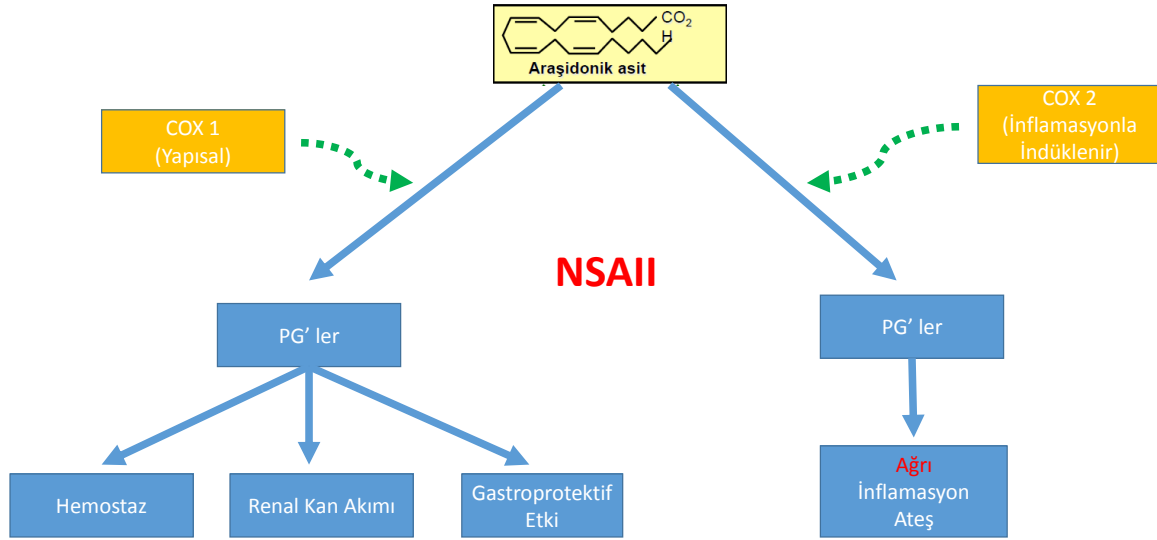 CO2
H
Araşidonik asit
COX 1
(Yapısal)
COX 2
(İnflamasyonla
İndüklenir)
NSAII
PG’ ler
PG’ ler
Hemostaz
Renal Kan Akımı
Gastroprotektif
Etki
Ağrı
İnflamasyon
Ateş